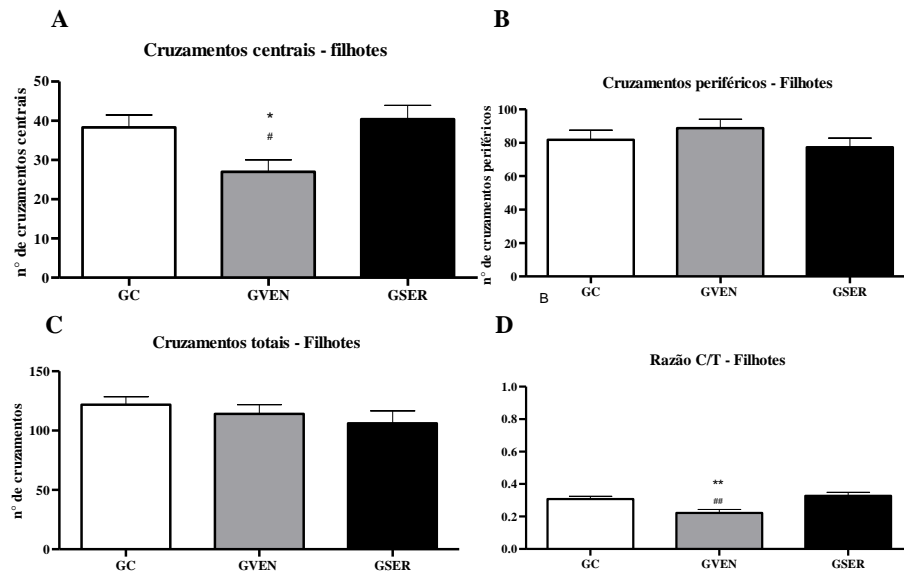 A
Cruzamentos centrais - filhotes
n° de cruzamentos centrais
50
40
30
20
10
0
*
#
GC
GVEN
GSER
B
Cruzamentos periféricos - Filhotes
n° de cruzamentos periféricos
100
80
60
40
20
0
GC
GVEN
GSER
B
C
Cruzamentos totais - Filhotes
n° de cruzamentos
150
100
50
0
GC
GVEN
GSER
D
Razão C/T - Filhotes
1.0
0.8
0.6
0.4
0.2
0.0
**
##
GC
GVEN
GSER